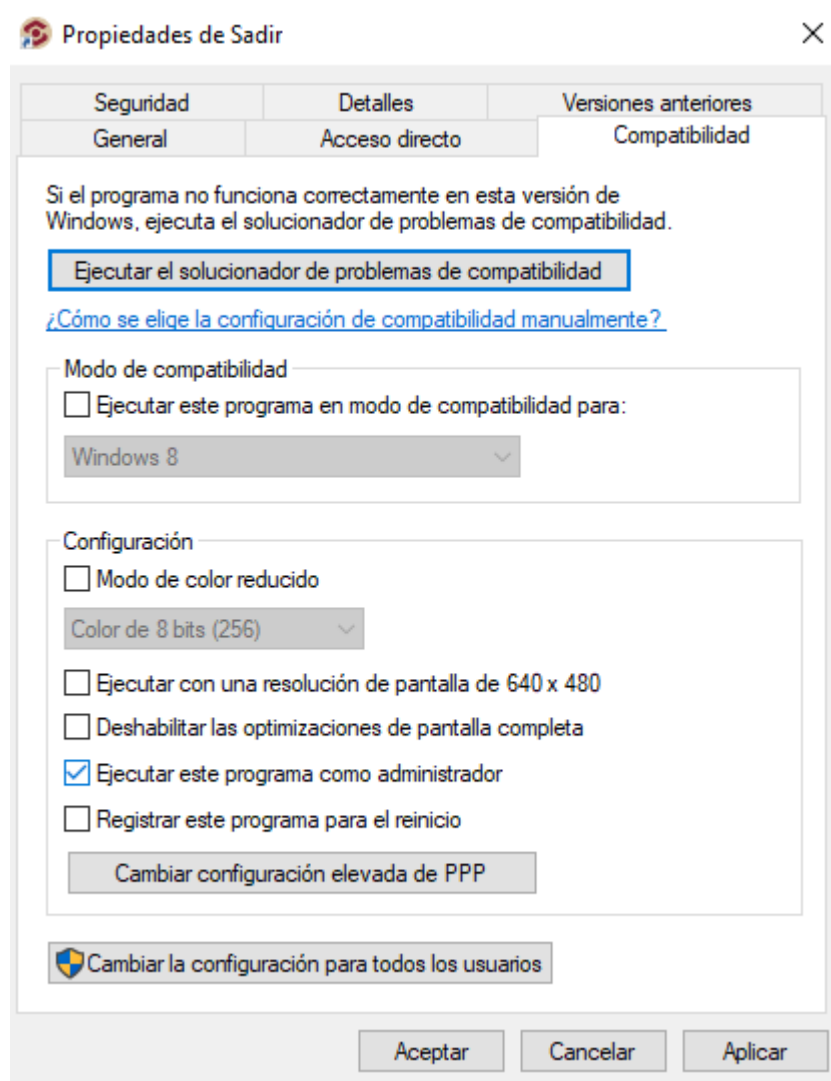 Propiedades de Sadir
Seguridad
Detalles
Versiones anteriores
General
Acceso directo
Compatibilidad
Si el programa no funciona correctamente en esta versión de
Windows, ejecuta el solucionador de problemas de compatibilidad.
Ejecutar el solucionador de problemas de compatibilidad
¿Cómo se elige la configuración de compatibilidad manualmente?
Modo de compatibilidad
Ejecutar este programa en modo de compatibilidad para:
Windows 8
Configuración
Modo de color reducido
Color de 8 bits (256)
Ejecutar con una resolución de pantalla de 640 x 480
Deshabilitar las optimizaciones de pantalla completa
Ejecutar este programa como administrador
Registrar este programa para el reinicio
Cambiar configuración elevada de PPP
Cambiar la configuración para todos los usuarios
Aceptar
Cancelar
Aplicar